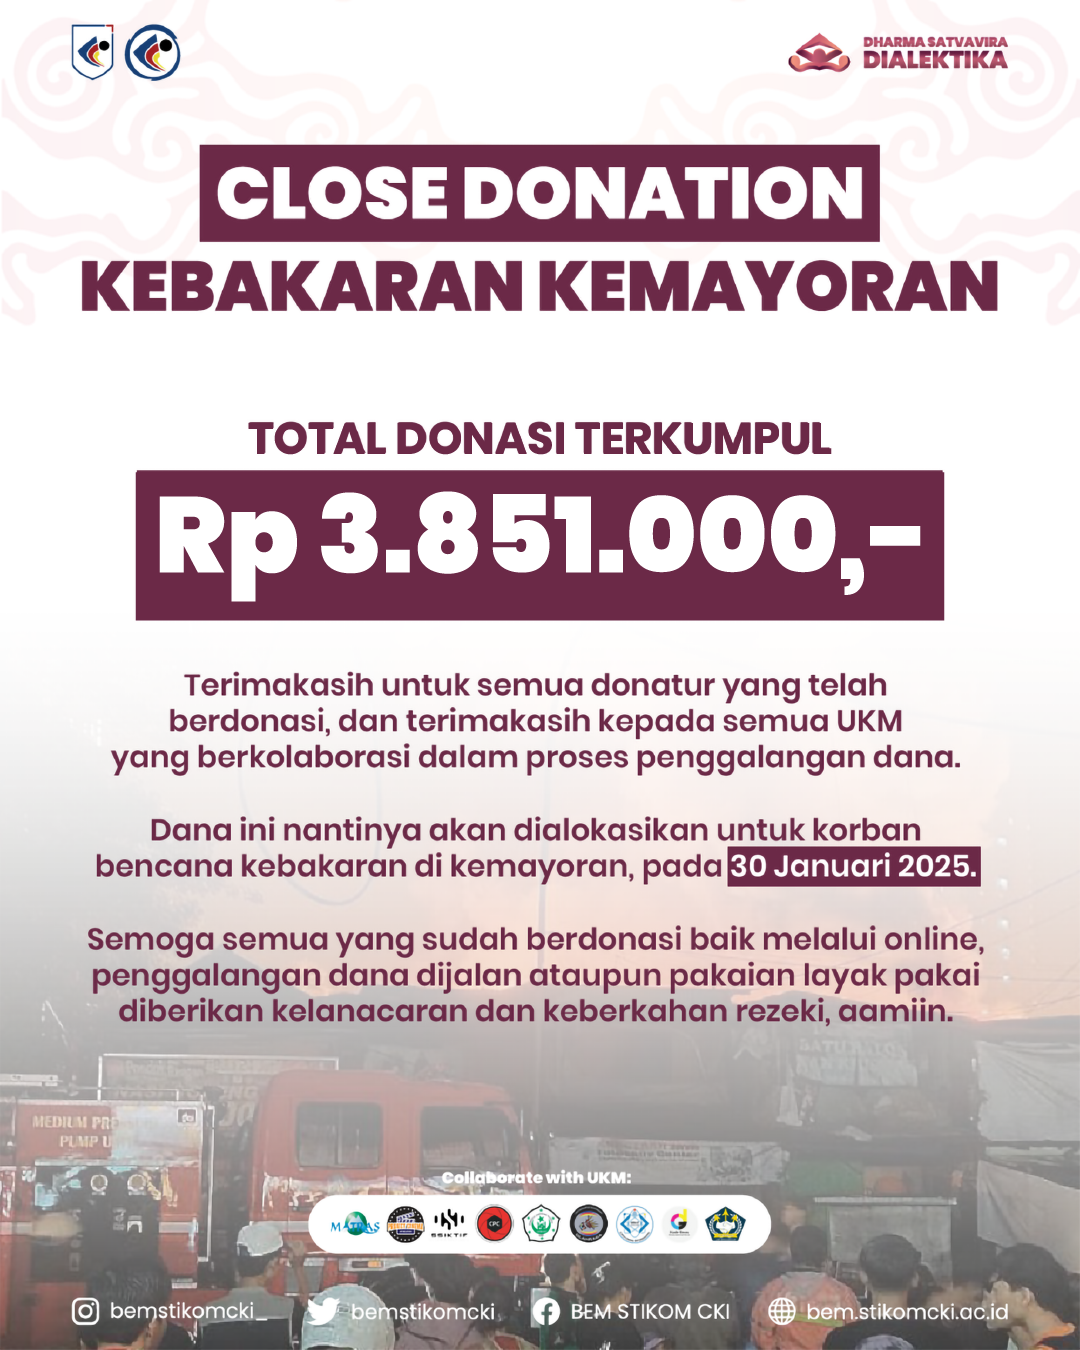 DHARMA SATVAVIRA
DIALEKTIKA
CLOSE DONATION
KEBAKARAN KEMAYORAN
TOTAL DONASI TERKUMPUL
Rp 3.851.000,-
Terimakasih untuk semua donatur yang telah
berdonasi, dan terimakasih kepada semua UKM
yang berkolaborasi dalam proses penggalangan dana.
Dana ini nantinya akan dialokasikan untuk korban
bencana kebakaran di kemayoran, pada 30 Januari 2025.
Semoga semua yang sudah berdonasi baik melalui online,
penggalangan dana dijalan ataupun pakaian layak pakai
diberikan kelanacaran dan keberkahan rezeki, aamiin.
MEDIUM PRE
PUMP U
Collaborate with UKM:
MATRAS
CPC
SSIKTIF
bemstikomcki_
bemstikomcki
BEM STIKOM CKI
bem.stikomcki.ac.id